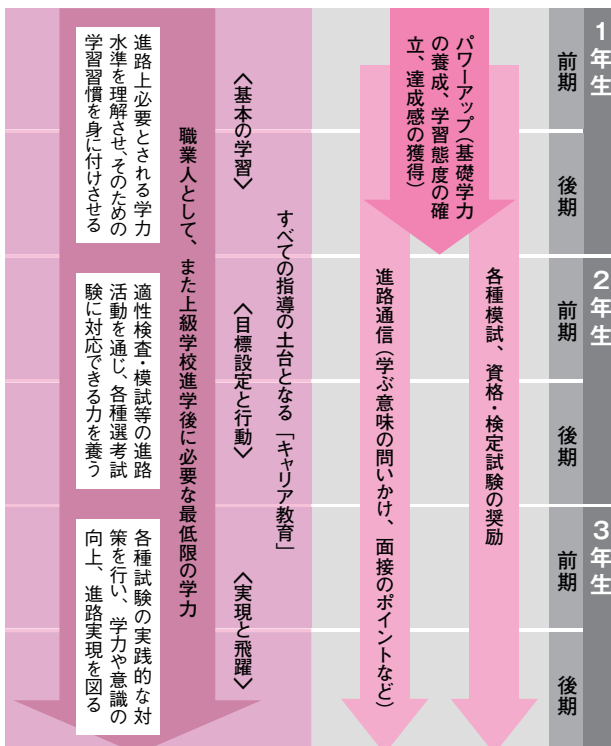 1年生
前期
後期
2年生
前期
後期
3年生
前期
後期
各種模試、資格・検定試験の奨励
パワーアップ（基礎学力
の養成、学習態度の確
立、達成感の獲得）
進路通信（学ぶ意味の問いかけ、面接のポイントなど）
すべての指導の土台となる「キャリア教育」
〈基本の学習〉
〈目標設定と行動〉
〈実現と飛躍〉
職業人として、また上級学校進学後に必要な最低限の学力
進路上必要とされる学力
水準を理解させ、そのための
学習習慣を身に付けさせる
適性検査・模試等の進路
活動を通じ、各種選考試
験に対応できる力を養う
各種試験の実践的な対
策を行い、学力や意識の
向上、進路実現を図る